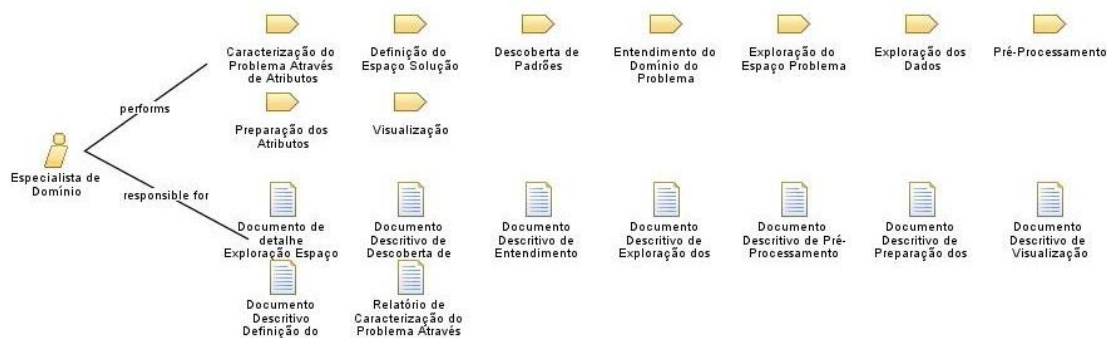 Caracterização do
Problema Através
de Atributos
Definição do
Espaço Solução
Descoberta de
Padrões
Entendimento do
Domínio do
Problema
Exploração do
Espaço Problema
Exploração dos
Dados
Pré-Processamento
performs
Preparação dos
Atributos
Visualização
Especialista de
Domínio
responsible for
Documento de
detalhe
Exploração Espaço
Documento
Descritivo de
Descoberta de
Documento
Descritivo de
Entendimento
Documento
Descritivo de
Exploração dos
Documento
Descritivo de Pré-
Processamento
Documento
Descritivo de
Preparação dos
Documento
Descritivo de
Visualização
Documento
Descritivo
Definição do
Relatório de
Caracterização do
Problema Através